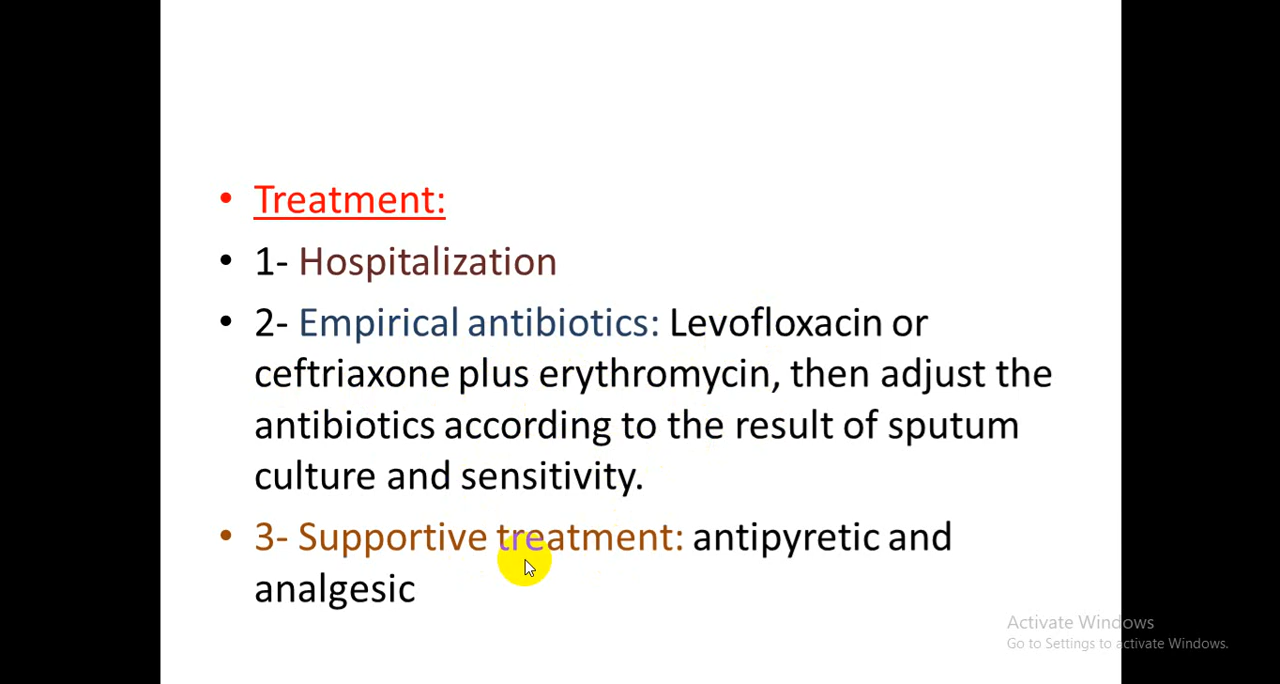 • Treatment:
• 1- Hospitalization
• 2- Empirical antibiotics: Levofloxacin or
ceftriaxone plus erythromycin, then adjust the
antibiotics according to the result of sputum
culture and sensitivity.
• 3- Supportive treatment: antipyretic and
analgesic
Activate Windows
Go to Settings to activate Windows.